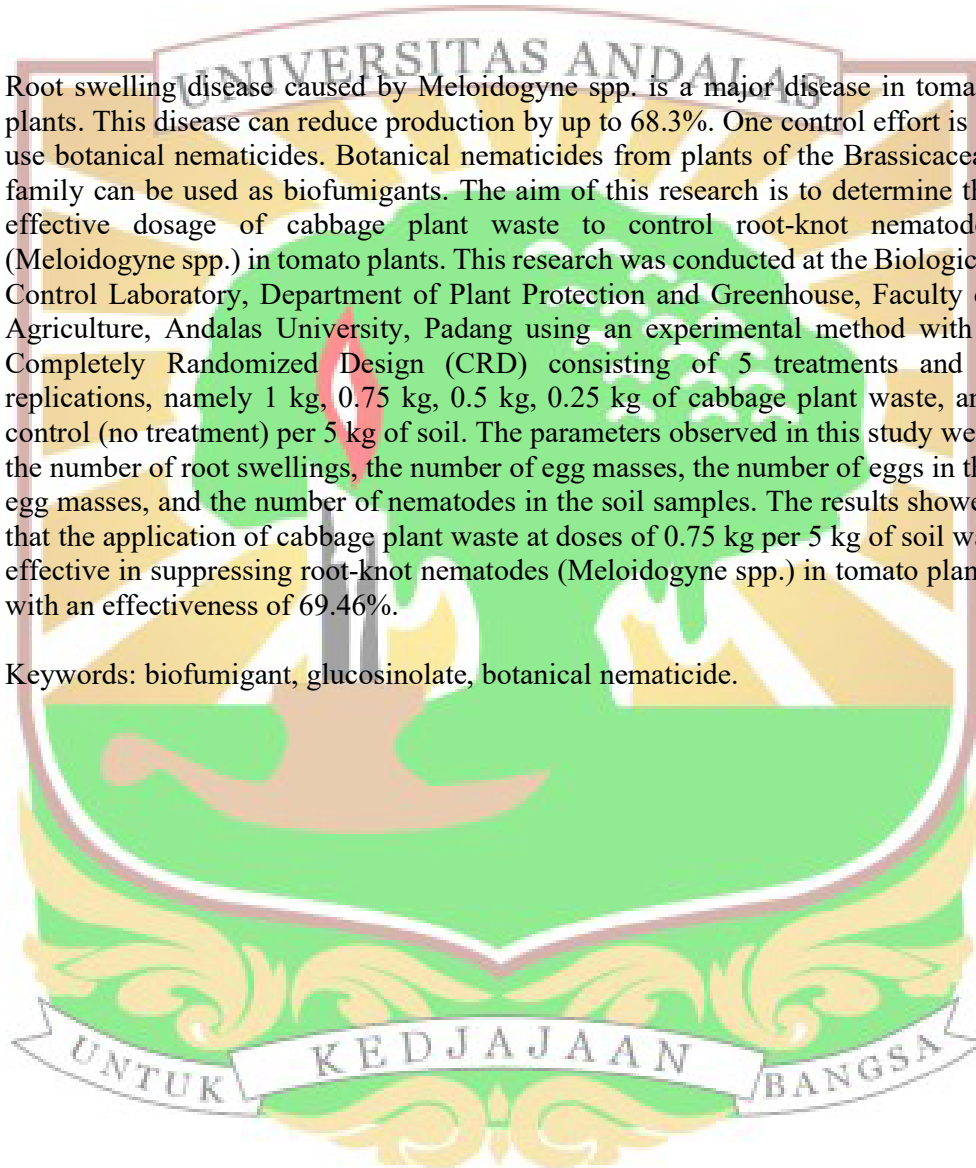 UNIVERSITAS ANDALAS
Root swelling disease caused by Meloidogyne spp. is a major disease in toma
plants. This disease can reduce production by up to 68.3%. One control effort is
use botanical nematicides. Botanical nematicides from plants of the Brassicacea
family can be used as biofumigants. The aim of this research is to determine th
effective dosage of cabbage plant waste to control root-knot nematode
(Meloidogyne spp.) in tomato plants. This research was conducted at the Biologic
Control Laboratory, Department of Plant Protection and Greenhouse, Faculty o
Agriculture, Andalas University, Padang using an experimental method with
Completely Randomized Design (CRD) consisting of 5 treatments and
replications, namely 1 kg, 0.75 kg, 0.5 kg, 0.25 kg of cabbage plant waste, an
control (no treatment) per 5 kg of soil. The parameters observed in this study we
the number of root swellings, the number of egg masses, the number of eggs in th
egg masses, and the number of nematodes in the soil samples. The results showe
that the application of cabbage plant waste at doses of 0.75 kg per 5 kg of soil wa
effective in suppressing root-knot nematodes (Meloidogyne spp.) in tomato plan
with an effectiveness of 69.46%.
Keywords: biofumigant, glucosinolate, botanical nematicide.
UNTUK KEDJAJAAN BANGSA